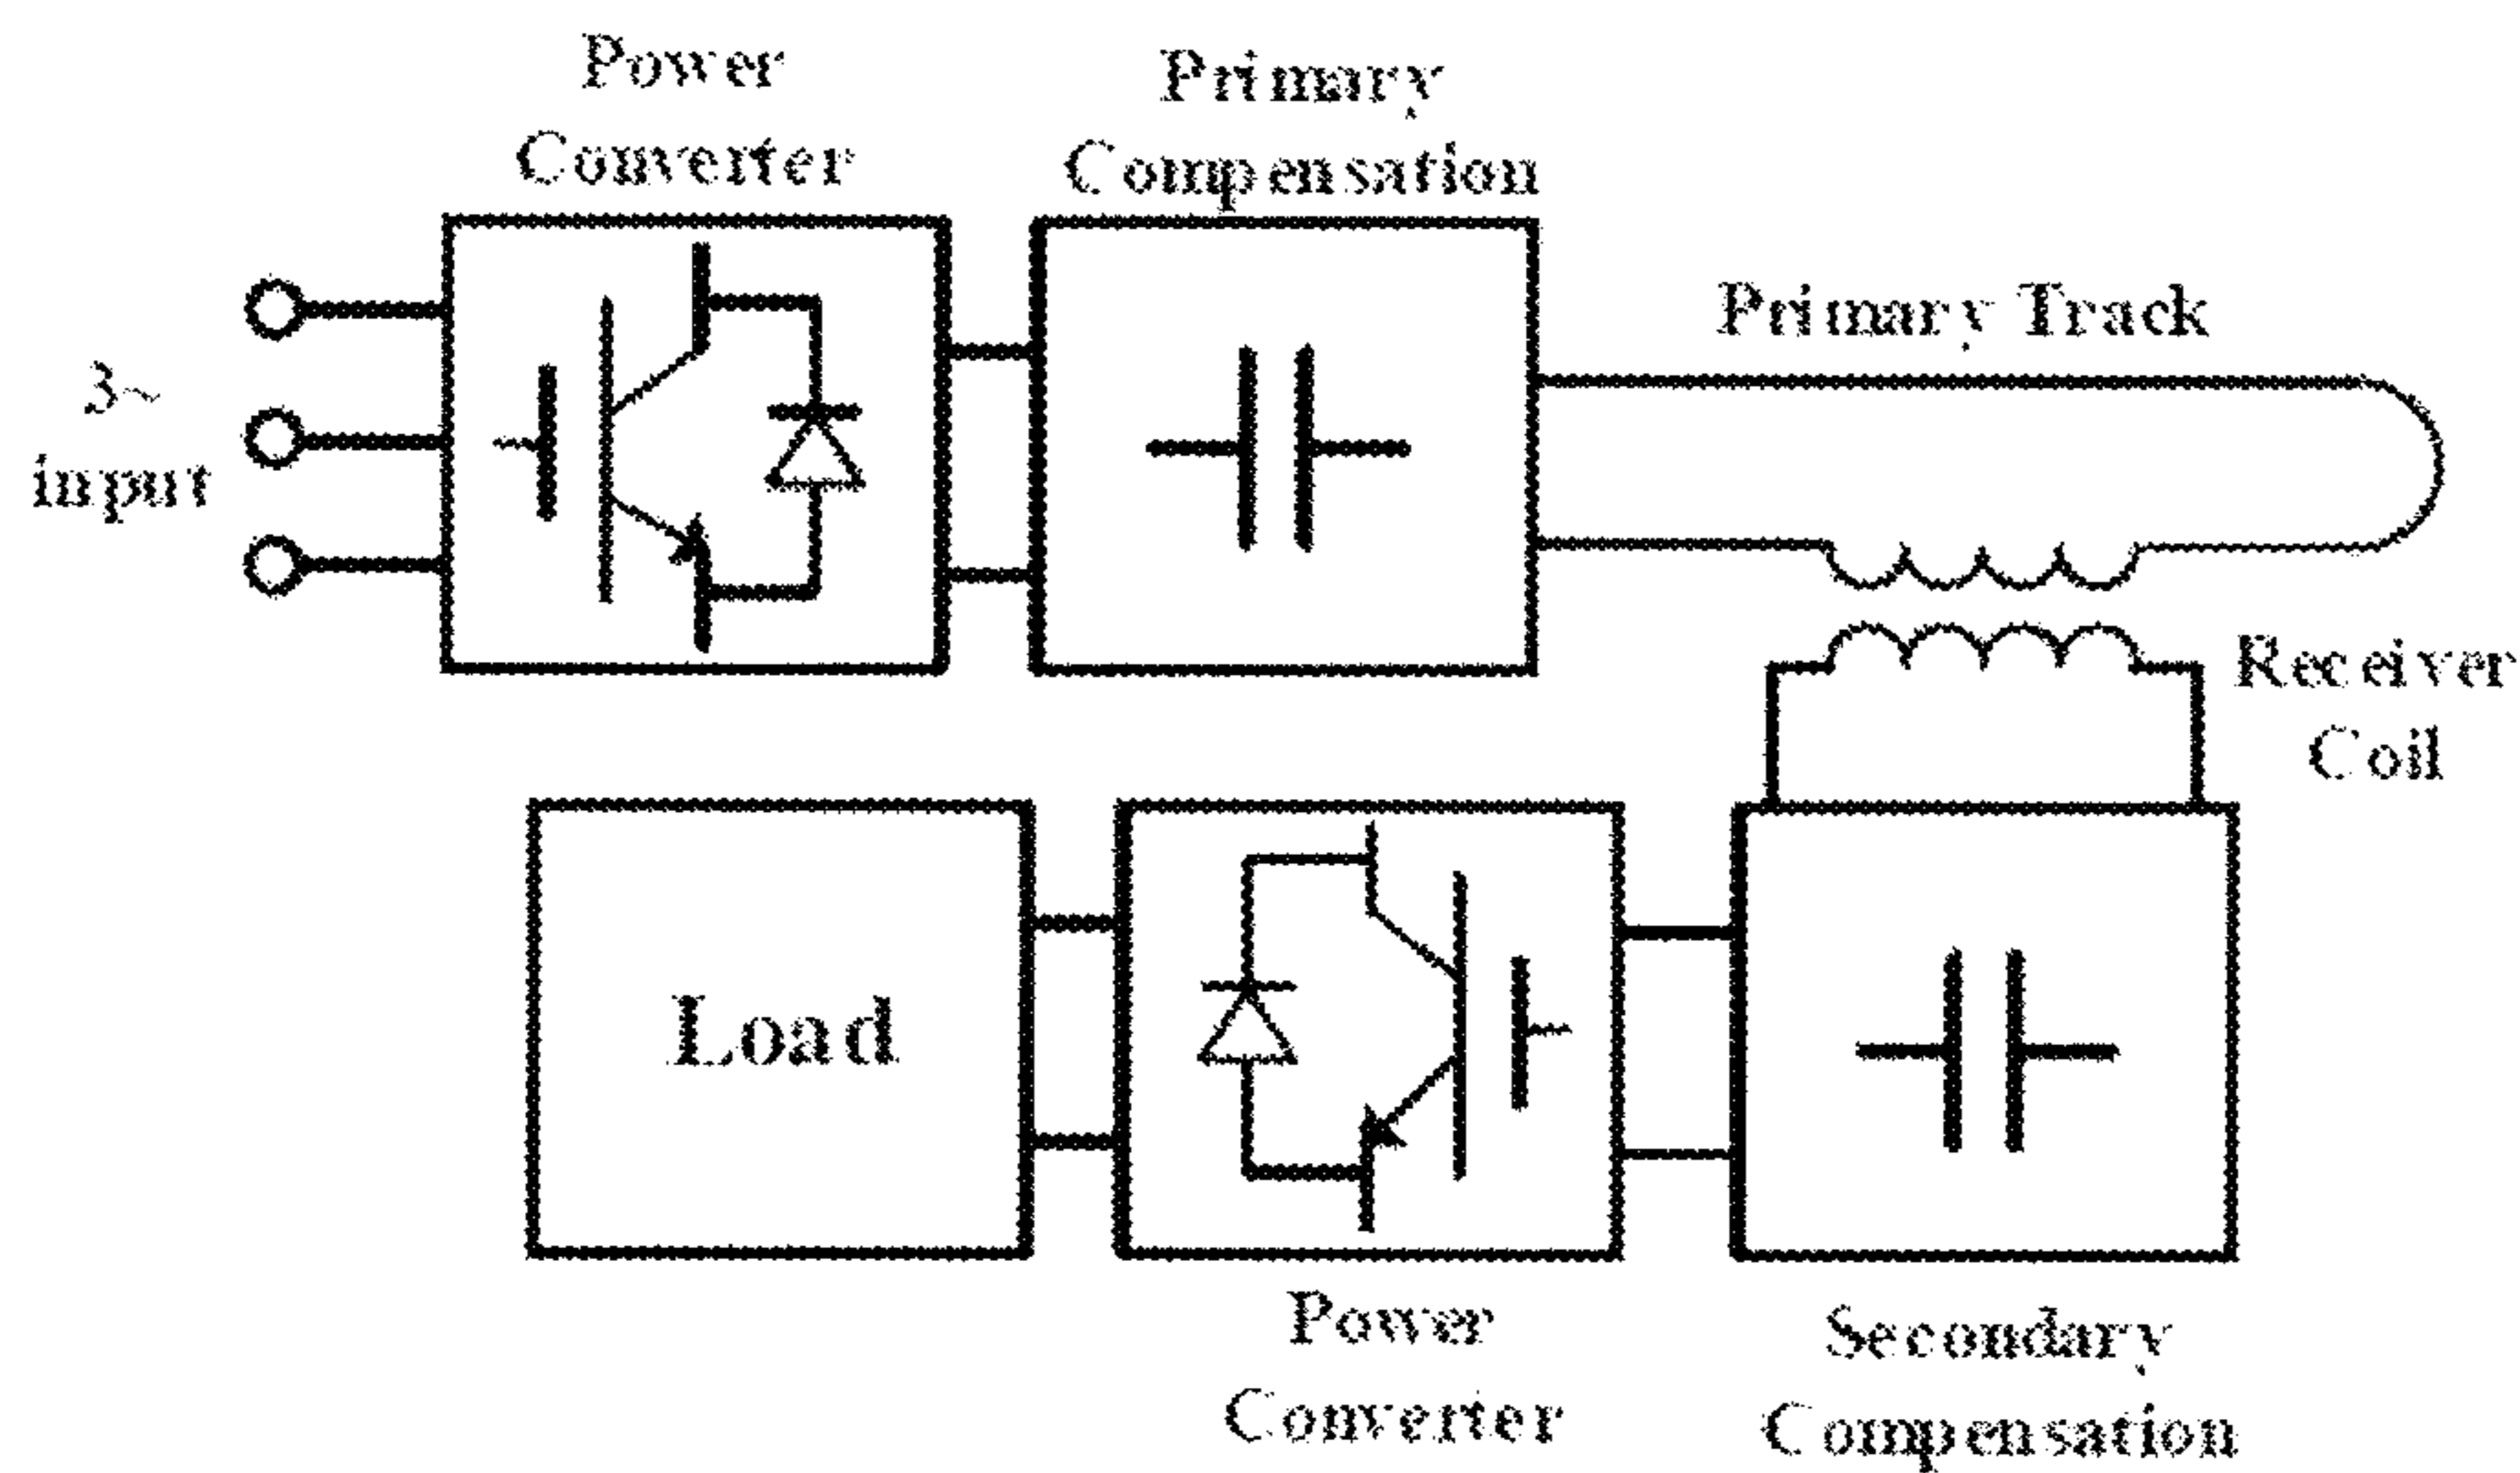 Power
Converter
Primary
Compensation
3~
input
Primary Track
Receiver
Coil
Load
Power
Converter
Secondary
Compensation